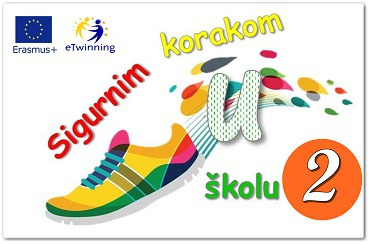 Erasmus+ eTwinning
Sigurnim korakom
u
školu 2